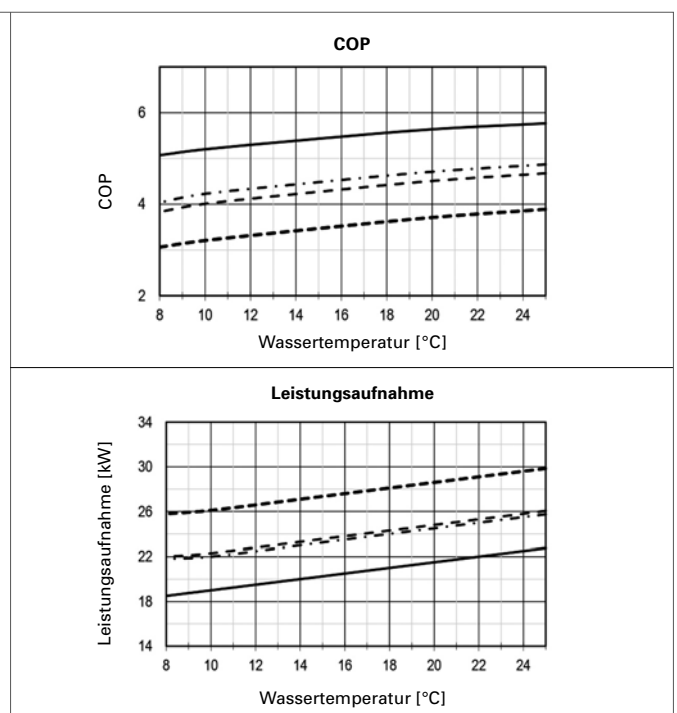 COP
6
4
2
COP
8 10 12 14 16 18 20 22 24
Wassertemperatur [°C]
Leistungsaufnahme
34
30
26
22
18
14
Leistungsaufnahme [kW]
8 10 12 14 16 18 20 22 24
Wassertemperatur [°C]